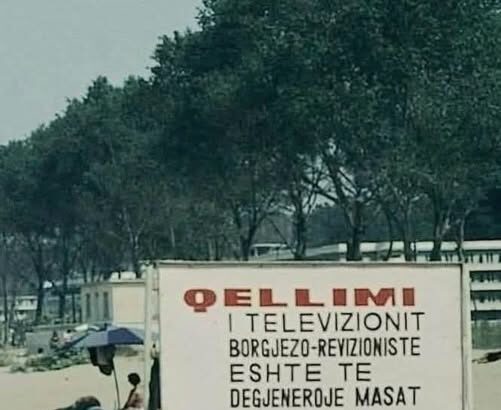 QELLIMI
I TELEVIZIONIT
BORGJEZO-REVIZIONISTE
ESHTE TE
DEGJENEROJE MASAT